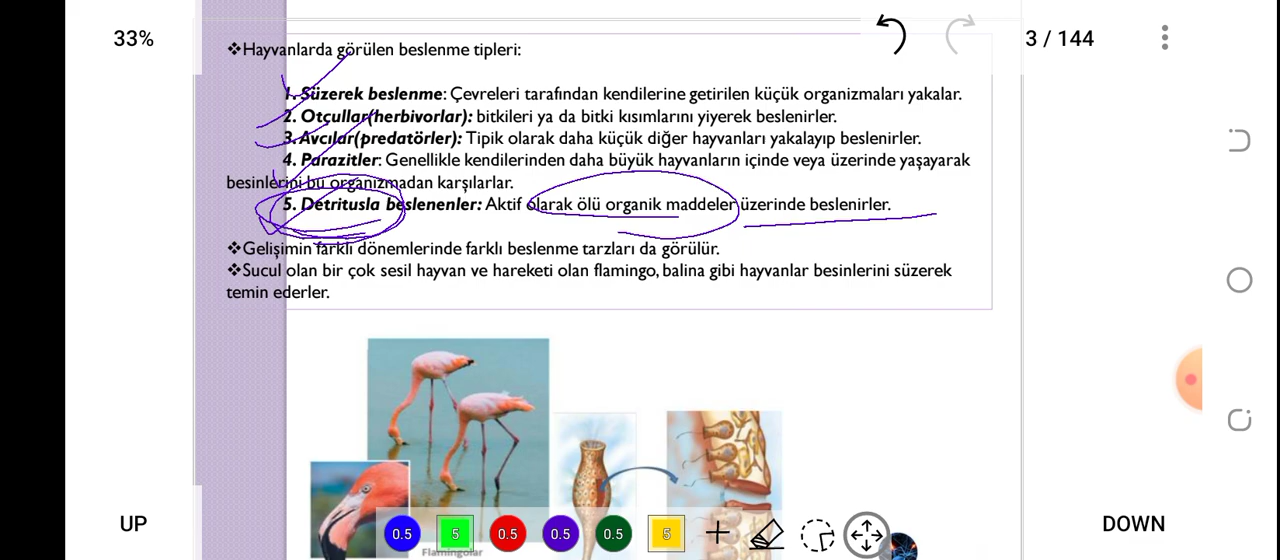 33%
3 / 144
❖Hayvanlarda görülen beslenme tipleri:
1. Süzerek beslenme: Çevreleri tarafından kendilerine getirilen küçük organizmaları yakalar.
2. Otçullar(herbivorlar): bitkileri ya da bitki kısımlarını yiyerek beslenirler.
3. Avcılar(predatörler): Tipik olarak daha küçük diğer hayvanları yakalayıp beslenirler.
4. Parazitler: Genellikle kendilerinden daha büyük hayvanların içinde veya üzerinde yaşayarak
besinlerini bu organizmadan karşılarlar.
5. Detritusla beslenenler: Aktif olarak ölü organik maddeler üzerinde beslenirler.
❖Gelişimin farklı dönemlerinde farklı beslenme tarzları da görülür.
❖Sucul olan bir çok sesil hayvan ve hareketi olan flamingo, balina gibi hayvanlar besinlerini süzerek
temin ederler.
UP
0.5 5 0.5 0.5 0.5 5
DOWN
Flamingolar